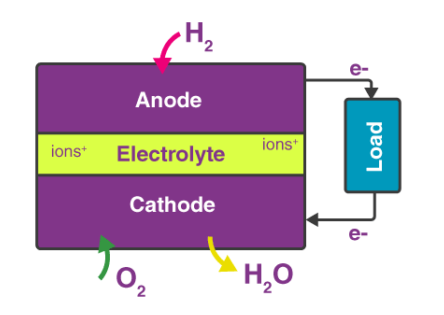 H₂
e-
Anode
Load
ions⁺
Electrolyte
ions⁺
Cathode
e-
O₂
H₂O